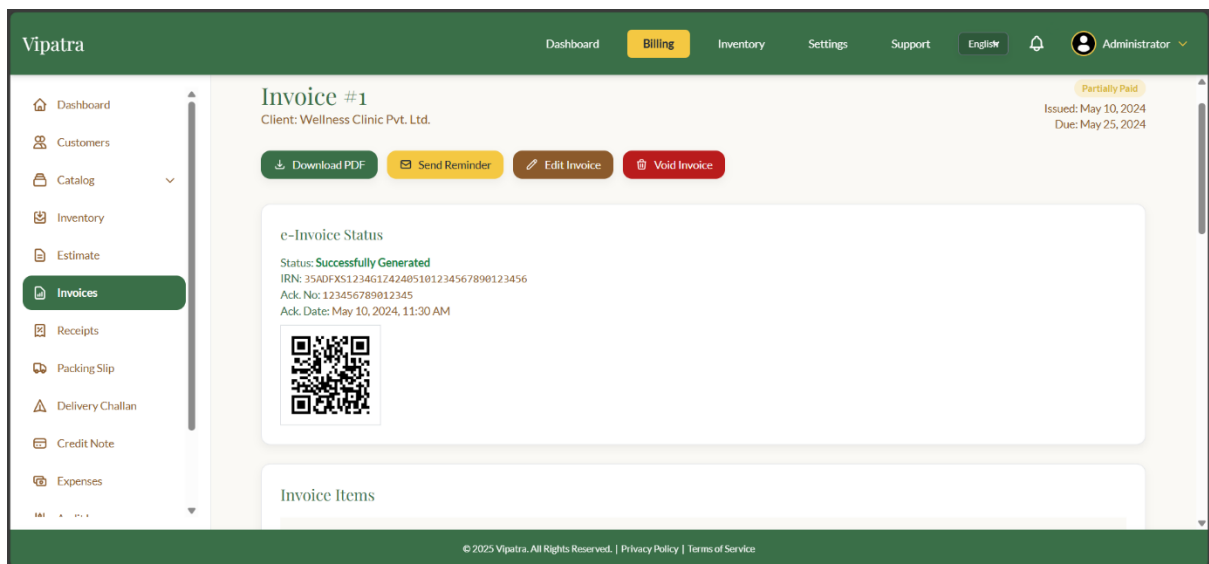 Vipatra
Dashboard Billing Inventory Settings Support English Administrator
Dashboard
Customers
Catalog
Inventory
Estimate
Invoices
Receipts
Packing Slip
Delivery Challan
Credit Note
Expenses
Invoice #1
Client: Wellness Clinic Pvt. Ltd.
Partially Paid
Issued: May 10, 2024
Due: May 25, 2024
Download PDF Send Reminder Edit Invoice Void Invoice
e-Invoice Status
Status: Successfully Generated
IRN: 35ADFXS1234G1Z42405101234567890123456
Ack. No: 123456789012345
Ack. Date: May 10, 2024, 11:30 AM
Invoice Items
© 2025 Vipatra. All Rights Reserved. | Privacy Policy | Terms of Service